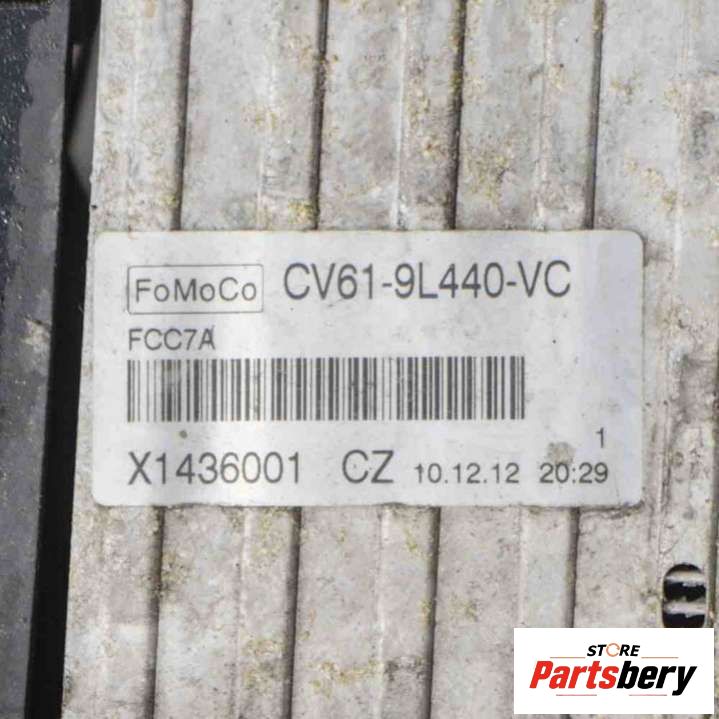 FoMoCo CV61-9L440-VC
FCC7A
1
X1436001 CZ 10.12.12 20:29
STORE
Partsbery